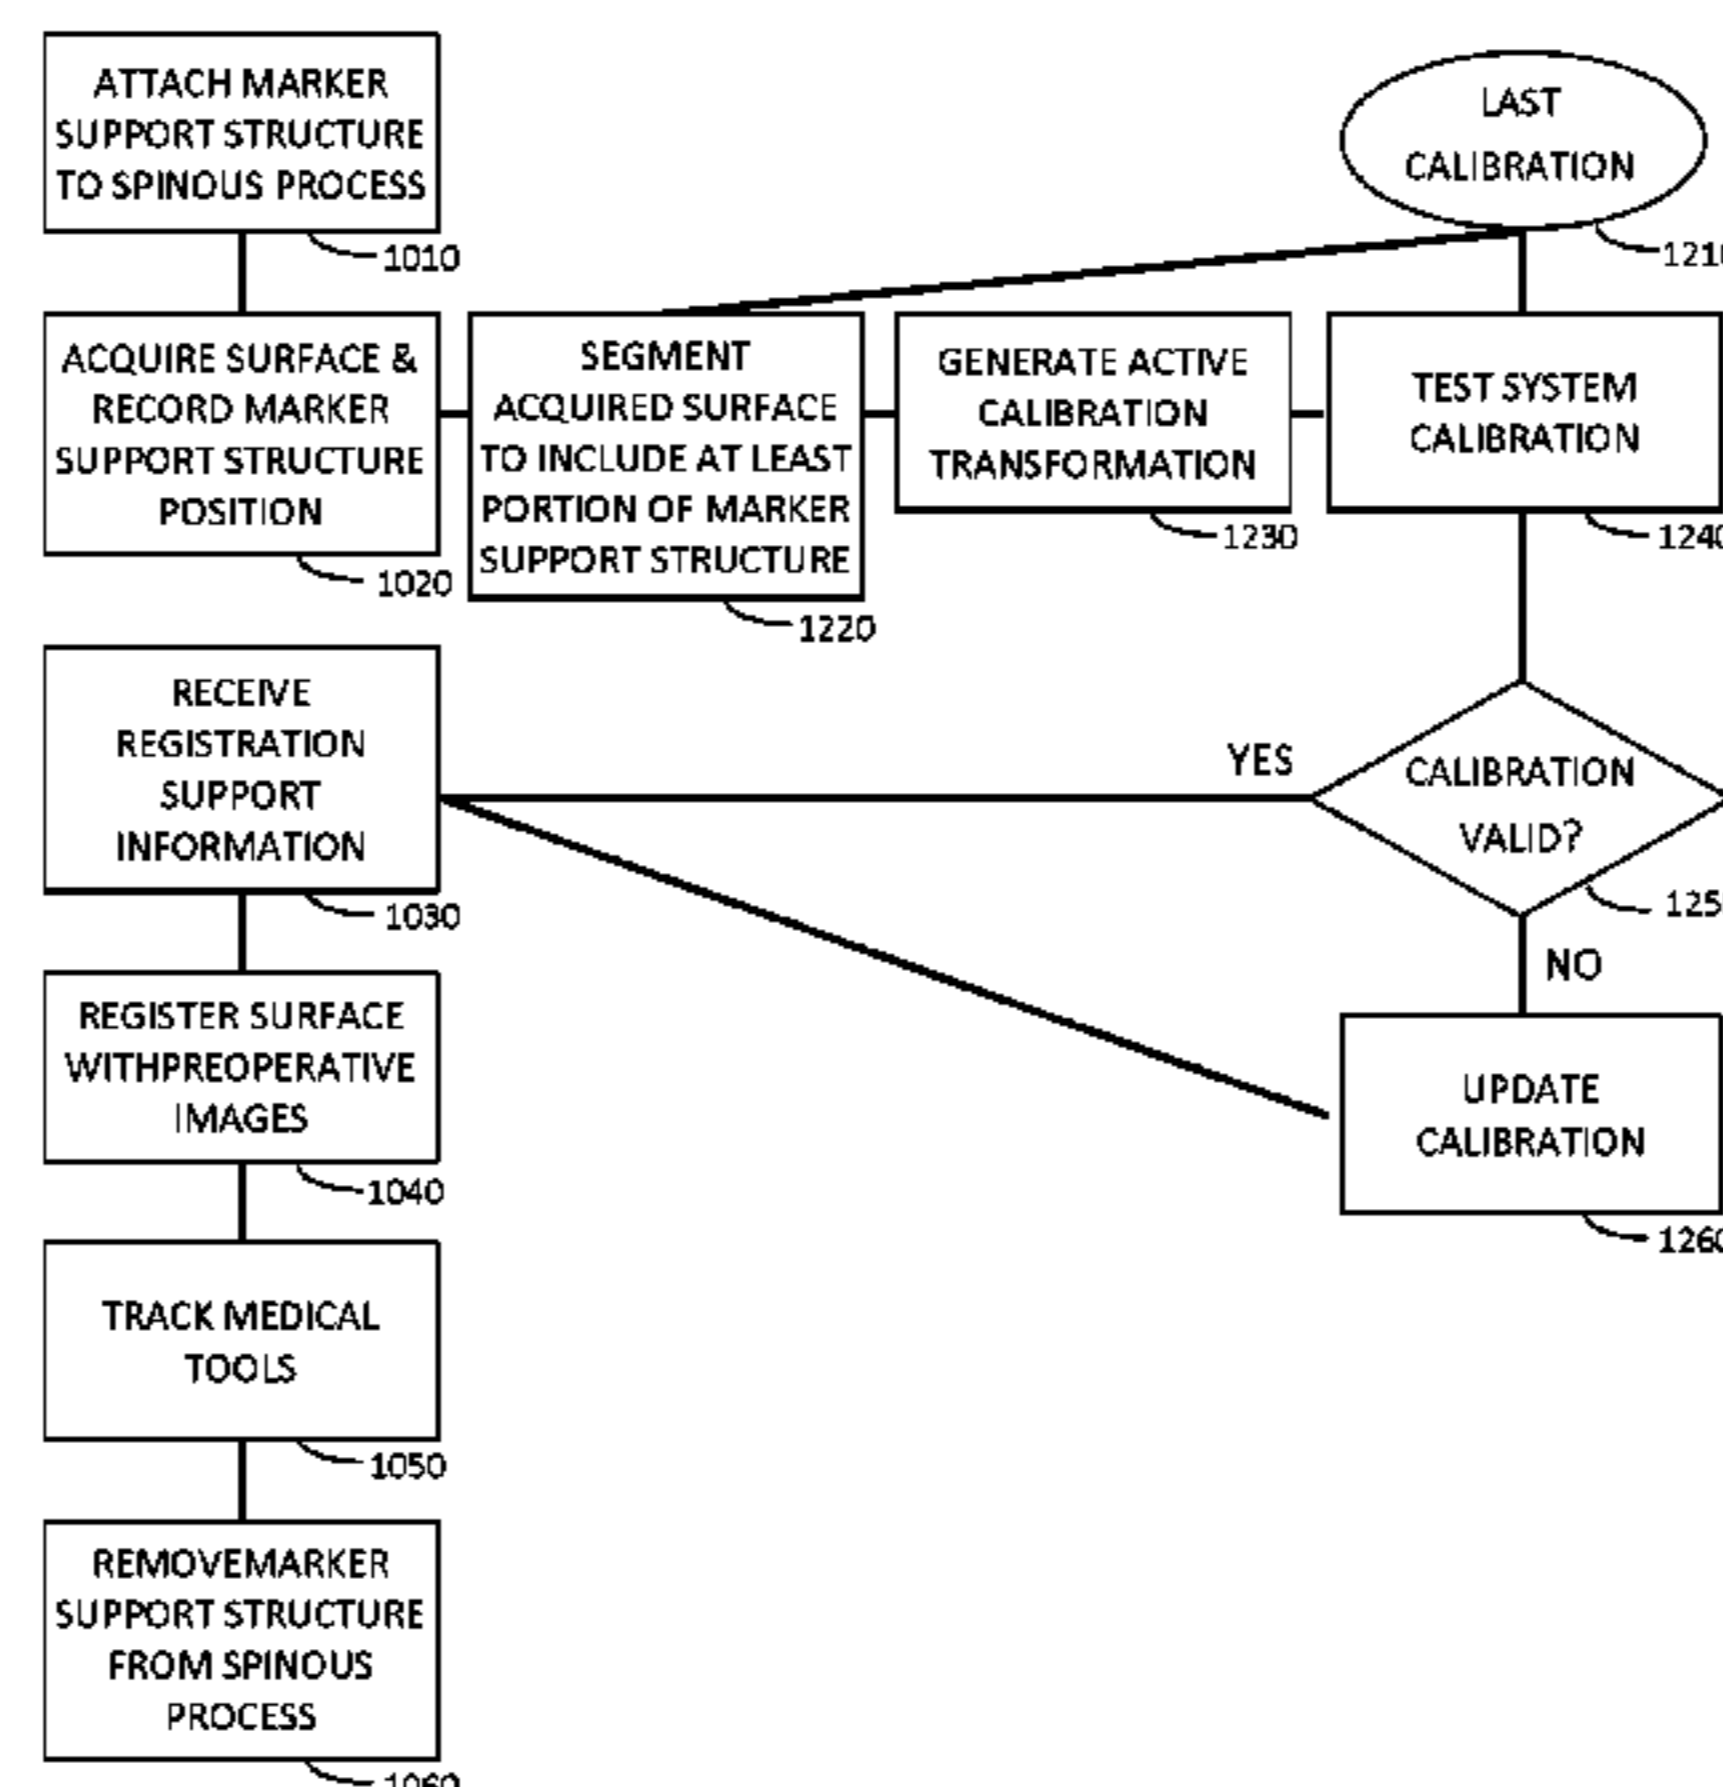 ATTACH MARKER
SUPPORT STRUCTURE
TO SPINOUS PROCESS
1010
LAST
CALIBRATION
ACQUIRE SURFACE &
RECORD MARKER
SUPPORT STRUCTURE
POSITION
1020
SEGMENT
ACQUIRED SURFACE
TO INCLUDE AT LEAST
PORTION OF MARKER
SUPPORT STRUCTURE
1220
GENERATE ACTIVE
CALIBRATION
TRANSFORMATION
1230
TEST SYSTEM
CALIBRATION
1240
RECEIVE
REGISTRATION
SUPPORT
INFORMATION
1030
YES
CALIBRATION
VALID?
125
NO
REGISTER SURFACE
WITHPREOPERATIVE
IMAGES
1040
UPDATE
CALIBRATION
1260
TRACK MEDICAL
TOOLS
1050
REMOVEMARKER
SUPPORT STRUCTURE
FROM SPINOUS
PROCESS